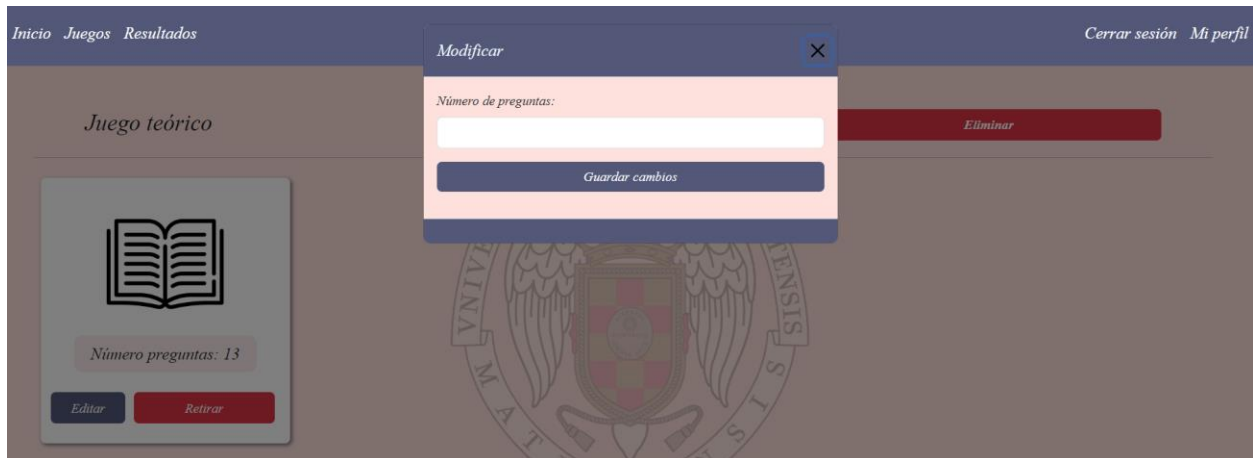 Inicio Juegos Resultados
Cerrar sesión Mi perfil
Modificar
Número de preguntas:
Guardar cambios
Juego teórico
Eliminar
Número preguntas: 13
Editar
Retirar